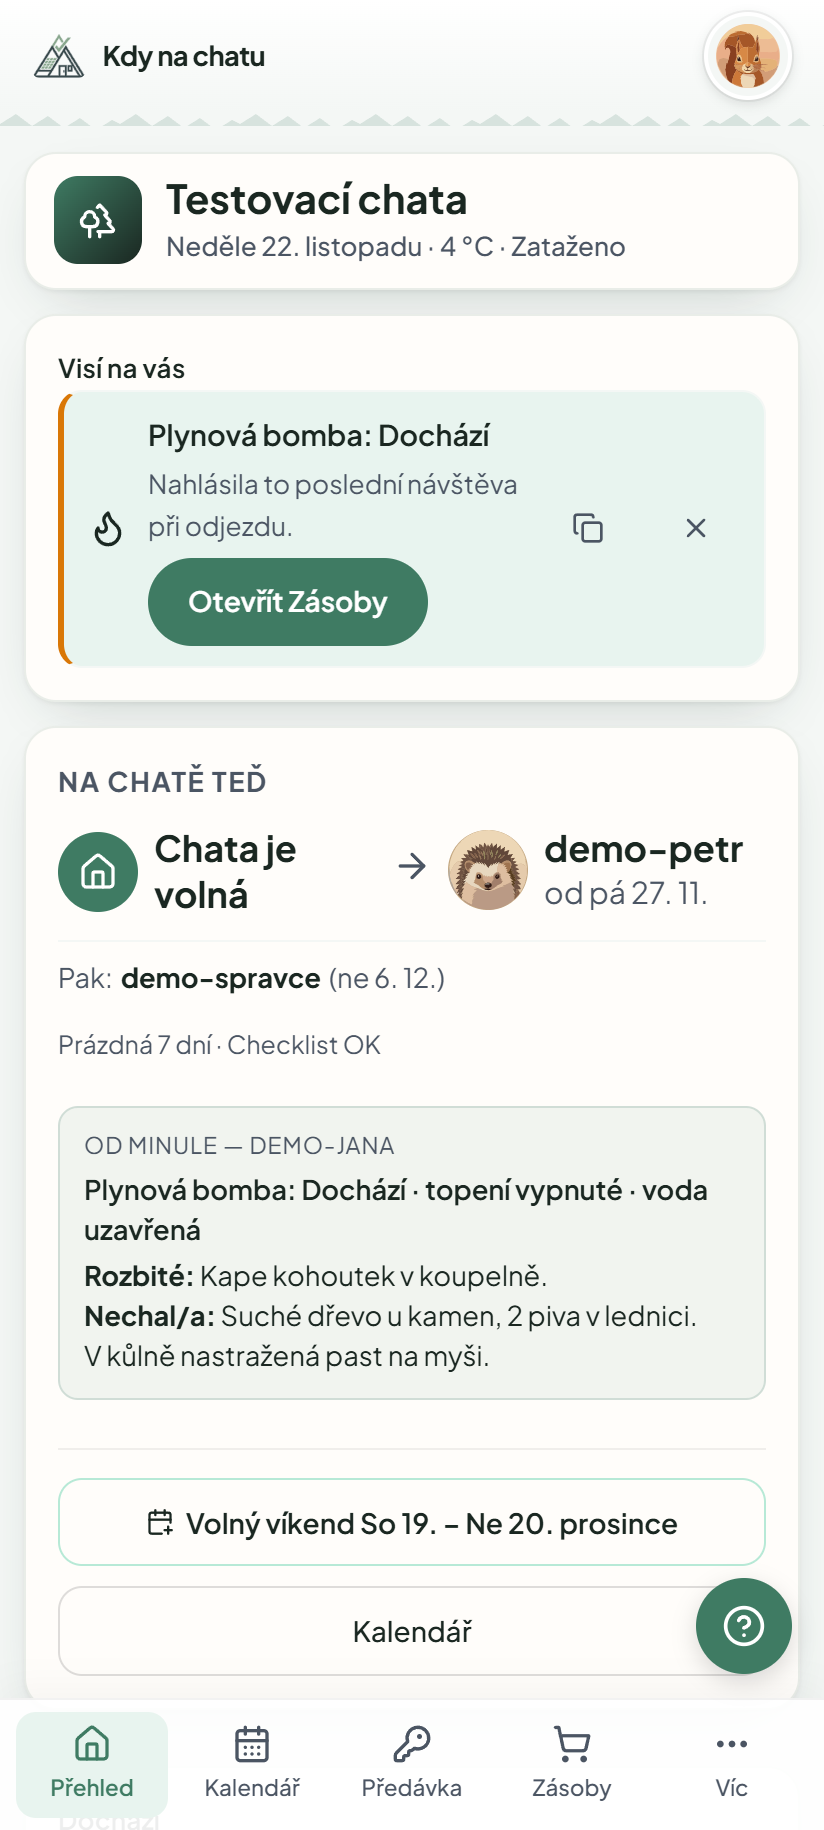 Kdy na chatu
Testovací chata
Neděle 22. listopadu · 4 °C · Zataženo
Visí na vás
Plynová bomba: Dochází
Nahlásila to poslední návštěva
při odjezdu.
Otevřít Zásoby
NA CHATĚ TEĎ
Chata je
volná
demo-petr
od pá 27. 11.
Pak: demo-spravce (ne 6. 12.)
Prázdná 7 dní · Checklist OK
OD MINULE — DEMO-JANA
Plynová bomba: Dochází · topení vypnuté · voda
uzavřená
Rozbité: Kape kohoutek v koupelně.
Nechal/a: Suché dřevo u kamen, 2 piva v lednici.
V kůlně nastražená past na myši.
Volný víkend So 19. – Ne 20. prosince
Kalendář
Přehled
Kalendář
Předávka
Zásoby
Víc
Dochází